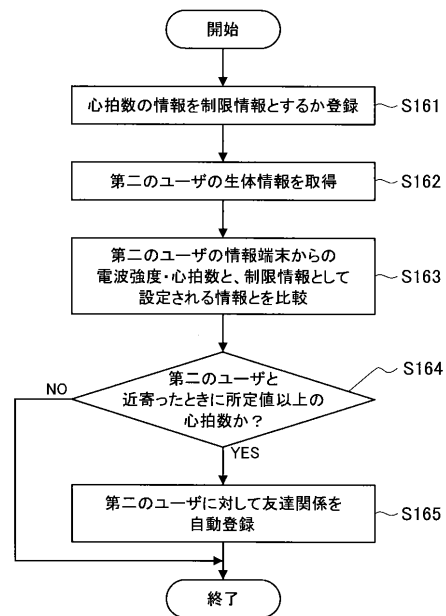 開始
心拍数の情報を制限情報とするか登録
S161
第二のユーザの生体情報を取得
S162
第二のユーザの情報端末からの
電波強度・心拍数と、制限情報として
設定される情報とを比較
S163
第二のユーザと
近寄ったときに所定値以上の
心拍数か?
S164
NO
YES
第二のユーザに対して友達関係を
自動登録
S165
終了